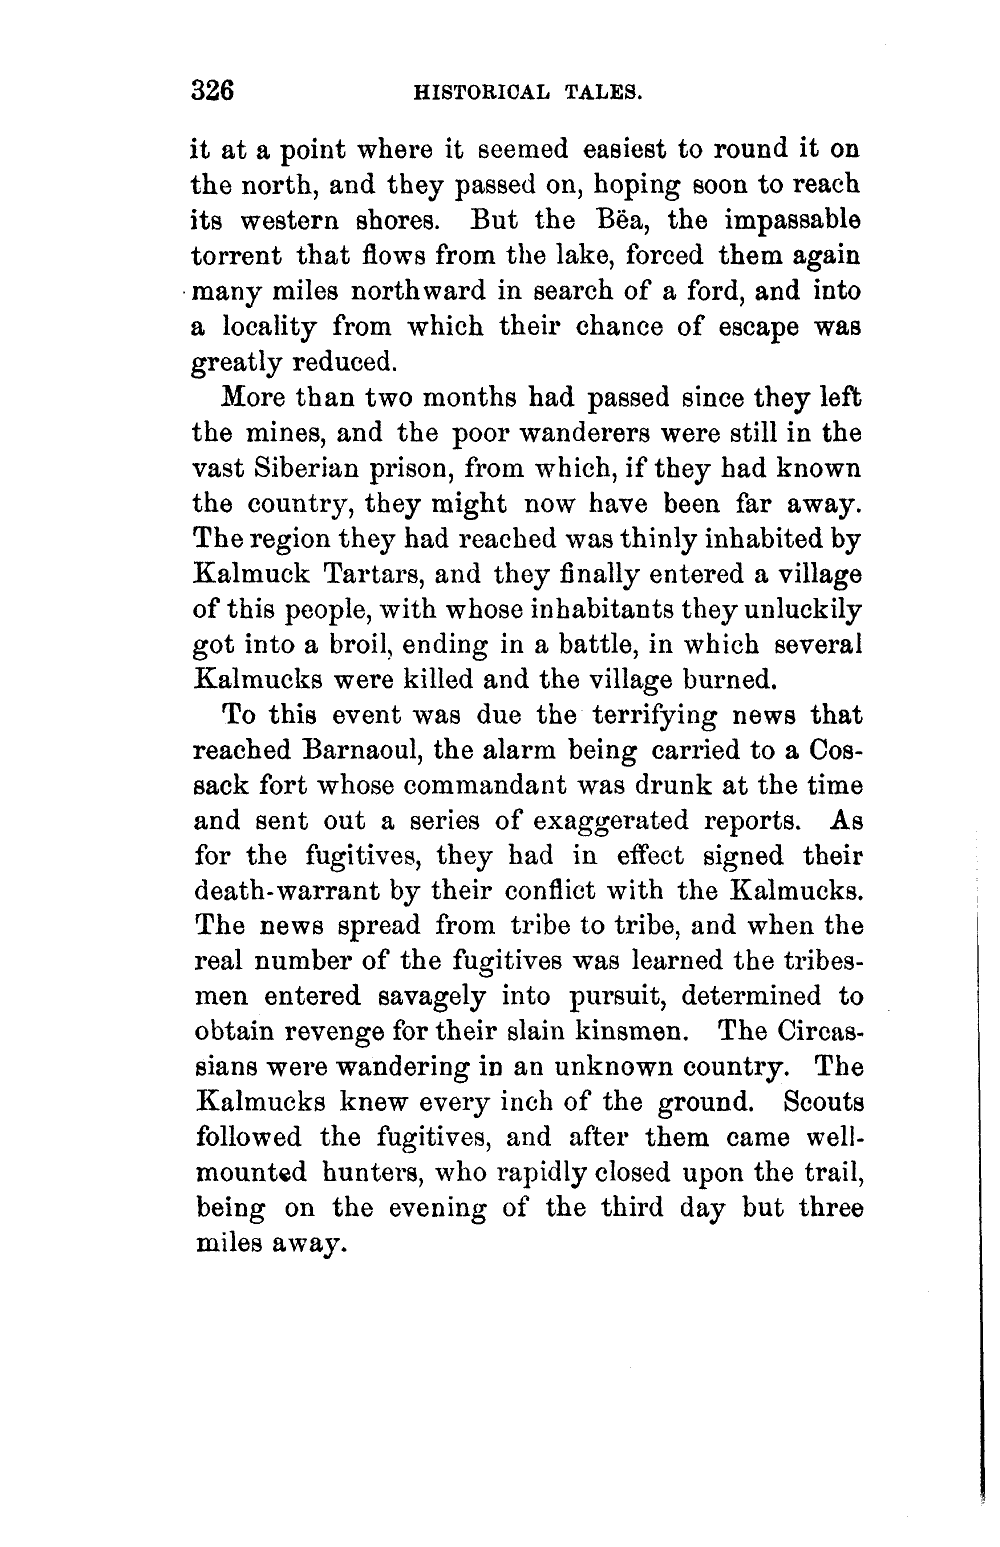 326 HISTORICAL TALES.
it at a point where it seemed easiest to round it on
the north, and they passed on, hoping soon to reach
its western shores. But the Bëa, the impassable
torrent that flows from the lake, forced them again
many miles northward in search of a ford, and into
a locality from which their chance of escape was
greatly reduced.
More than two months had passed since they left
the mines, and the poor wanderers were still in the
vast Siberian prison, from which, if they had known
the country, they might now have been far away.
The region they had reached was thinly inhabited by
Kalmuck Tartars, and they finally entered a village
of this people, with whose inhabitants they unluckily
got into a broil, ending in a battle, in which several
Kalmucks were killed and the village burned.
To this event was due the terrifying news that
reached Barnaoul, the alarm being carried to a Cos-
sack fort whose commandant was drunk at the time
and sent out a series of exaggerated reports. As
for the fugitives, they had in effect signed their
death-warrant by their conflict with the Kalmucks.
The news spread from tribe to tribe, and when the
real number of the fugitives was learned the tribes-
men entered savagely into pursuit, determined to
obtain revenge for their slain kinsmen. The Circas-
sians were wandering in an unknown country. The
Kalmucks knew every inch of the ground. Scouts
followed the fugitives, and after them came well-
mounted hunters, who rapidly closed upon the trail,
being on the evening of the third day but three
miles away.